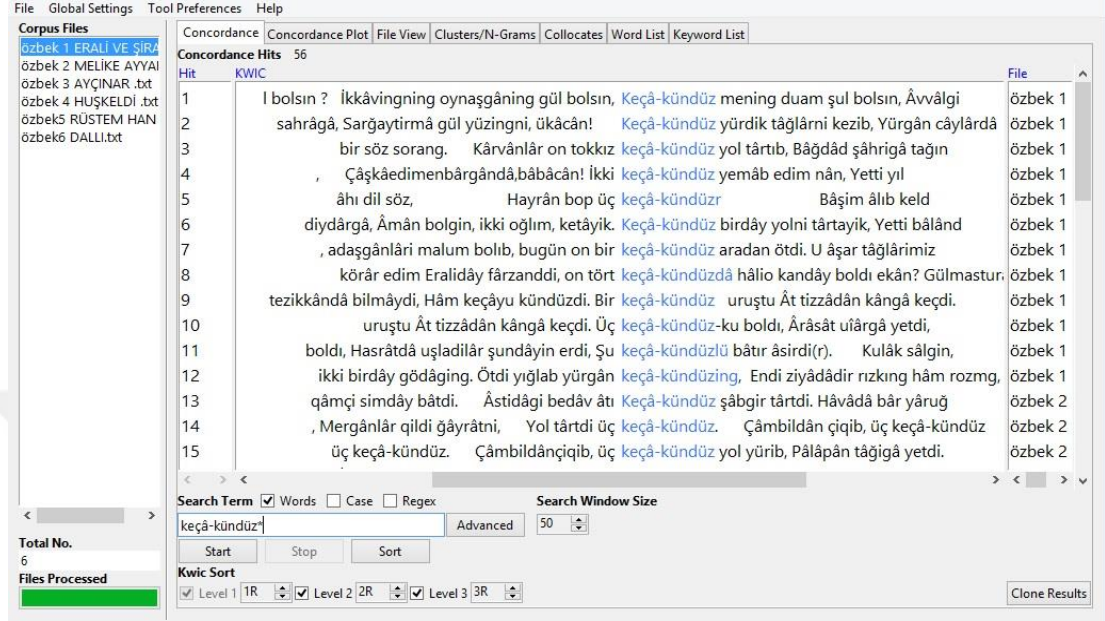 File Global Settings Tool Preferences Help
Corpus Files
özbek 1 ERALİ VE ŞİRA
özbek 2 MELİKE AYYAI
özbek 3 AYÇINAR .txt
özbek 4 HUŞKELDİ .txt
özbek5 RÜSTEM HAN
özbek6 DALLI.txt
Total No.
6
Files Processed
Concordance Concordance Plot File View Clusters/N-Grams Collocates Word List Keyword List
Concordance Hits 56
Hit KWIC File
1 l bolsın ? İkkâvingning oynaşgâning gül bolsın, Keçâ-kündüz mening duam şul bolsın, Âvvâlgi özbek 1
2 sahrâgâ, Sarğaytirmâ gül yüzingni, ükâcân! Keçâ-kündüz yürdik tâğlârni kezib, Yürgân câylârdâ özbek 1
3 bir söz sorang. Kârvânlâr on tokkız keçâ-kündüz yol târtıb, Bâğdâd şâhrigâ tağın özbek 1
4 , Çâşkâedimenbârgândâ,bâbâcân! İkki keçâ-kündüz yemâb edim nân, Yetti yıl özbek 1
5 âhı dil söz, Hayrân bop üç keçâ-kündüzr Bâşim âlıb keld özbek 1
6 diydârgâ, Âmân bolgin, ikki oğlım, ketâyik. Keçâ-kündüz birdây yolni târtayik, Yetti bâlând özbek 1
7 , adaşgânlâri malum bolıb, bugün on bir keçâ-kündüz aradan ötdi. U âşar tâğlârimiz özbek 1
8 körâr edim Eralidây fârzanddi, on tört keçâ-kündüzdâ hâlio kandây boldı ekân? Gülmastura özbek 1
9 tezikkândâ bilmâydi, Hâm keçâyu kündüzdi. Bir keçâ-kündüz uruştu Ât tizzâdân kângâ keçdi. özbek 1
10 uruştu Ât tizzâdân kângâ keçdi. Üç keçâ-kündüz-ku boldı, Ârâsât uîârgâ yetdi, özbek 1
11 boldı, Hasrâtdâ uşladilâr şundâyin erdi, Şu keçâ-kündüzlü bâtır âsirdi(r). Kulâk sâlgin, özbek 1
12 ikki birdây gödâging. Ötdi yığlab yürgân keçâ-kündüzing, Endi ziyâdâdir rızkıng hâm rozmg, özbek 1
13 qâmçi simdây bâtdi. Âstidâgi bedâv âtı Keçâ-kündüz şâbgir târtdi. Hâvâdâ bâr yâruğ özbek 2
14 , Mergânlâr qildi ğâyrâtni, Yol târtdi üç keçâ-kündüz. Çâmbildân çiqib, üç keçâ-kündüz özbek 2
15 üç keçâ-kündüz. Çâmbildânçiqib, üç keçâ-kündüz yol yürib, Pâlâpân tâğigâ yetdi. özbek 2
Search Term Words Case Regex Search Window Size
keçâ-kündüz* Advanced 50
Start Stop Sort
Kwic Sort
Level 1 1R Level 2 2R Level 3 3R Clone Results